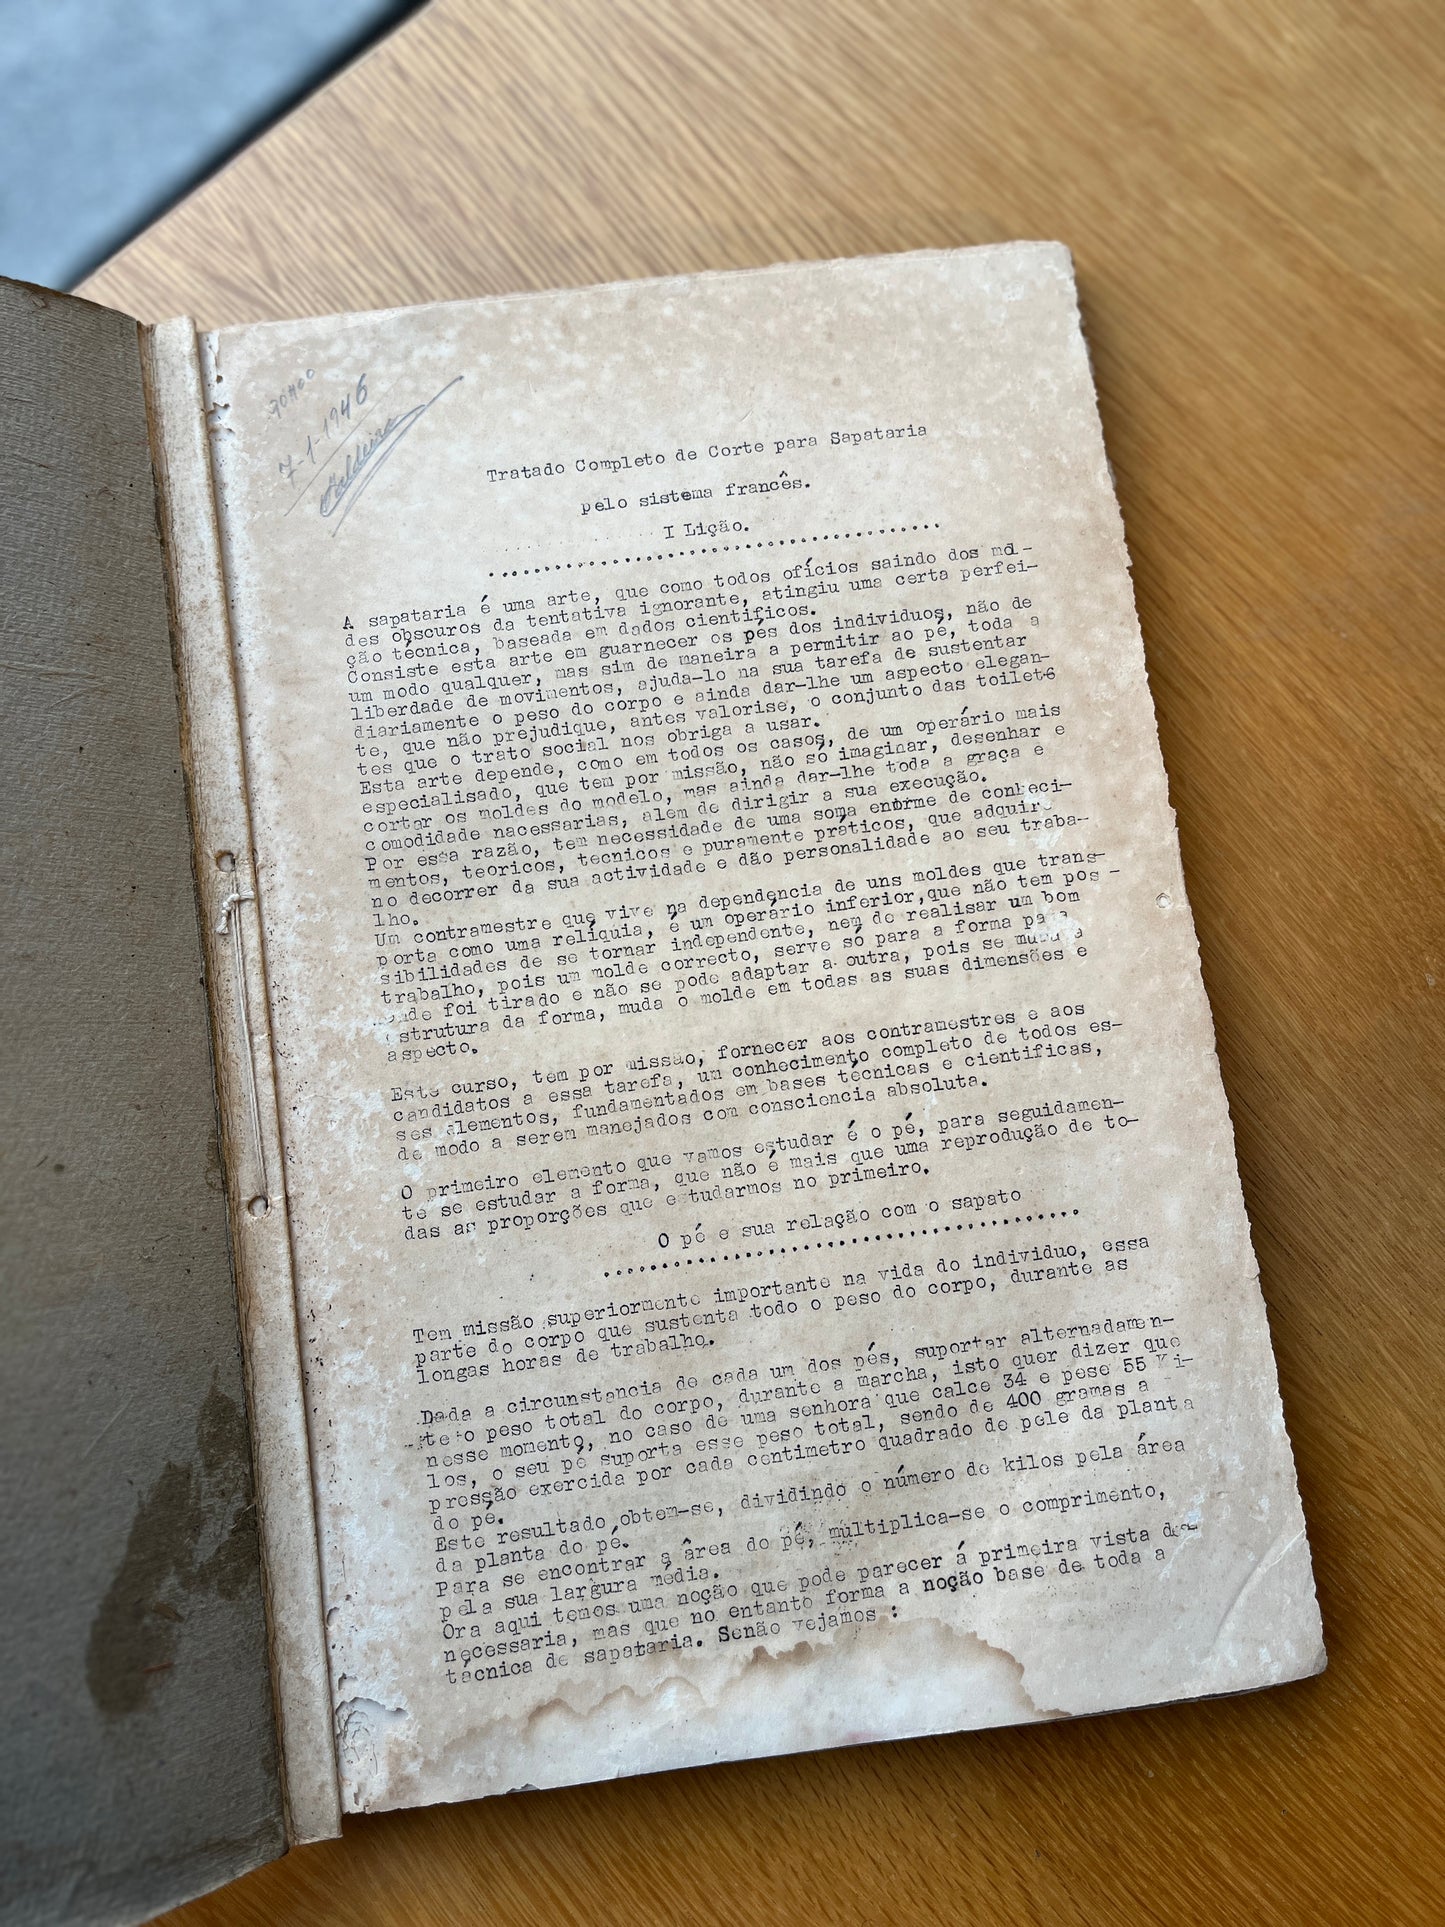 7-1-1946
Tratado Completo de Corte para Sapataria
pelo sistema francês.
I Lição.
A sapataria é uma arte, que como todos ofícios saindo dos mol-
des obscuros da tentativa ignorante, atingiu uma certa perfei-
ção técnica, baseada em dados científicos.
Consiste esta arte em guarnecer os pés dos individuos, não de
um modo qualquer, mas sim de maneira a permitir ao pé, toda a
liberdade de movimentos, ajuda-lo na sua tarefa de sustentar
diariamente o peso do corpo e ainda dar-lhe um aspecto elegan-
te, que não prejudique, antes valorise, o conjunto das toilete
tes que o trato social nos obriga a usar.
Esta arte depende, como em todos os casos, de um operário mais
especialisado, que tem por missão, não só imaginar, desenhar e
cortar os moldes do modelo, mas ainda dar-lhe toda a graça e
comodidade nacessarias, alem de dirigir a sua execução.
Por essa razão, tem necessidade de uma soma enorme de conheci-
mentos, teoricos, tecnicos e puramente práticos, que adquire
no decorrer da sua actividade e dão personalidade ao seu traba-
lho.
Um contramestre que vive na dependencia de uns moldes que trans-
porta como uma relíquia, é um operário inferior,que não tem pos -
sibilidades de se tornar independente, nem de realisar um bom
trabalho, pois um molde correcto, serve só para a forma para
onde foi tirado e não se pode adaptar a outra, pois se muda a
estrutura da forma, muda o molde em todas as suas dimensões e
aspecto.
Este curso, tem por missão, fornecer aos contramestres e aos
candidatos a essa tarefa, um conhecimento completo de todos es-
ses elementos, fundamentados em bases técnicas e cientificas,
de modo a serem manejados com consciencia absoluta.
O primeiro elemento que vamos estudar é o pé, para seguidamen-
te se estudar a forma, que não é mais que uma reprodução de to-
das as proporções que estudarmos no primeiro.
O pé e sua relação com o sapato
Tem missão superiormente importante na vida do individuo, essa
parte do corpo que sustenta todo o peso do corpo, durante as
longas horas de trabalho.
Dada a circunstancia de cada um dos pés, suportar alternadamen-
te o peso total do corpo, durante a marcha, isto quer dizer que
nesse momento, no caso de uma senhora que calce 34 e pese 55 Ki-
los, o seu pé suporta esse peso total, sendo de 400 gramas a
pressão exercida por cada centimetro quadrado de pele da planta
do pé.
Este resultado obtem-se, dividindo o número de kilos pela área
da planta do pé.
Para se encontrar a área do pé, multiplica-se o comprimento,
pela sua largura média.
Ora aqui temos uma noção que pode parecer á primeira vista
necessaria, mas que no entanto forma a noção base de toda a
técnica de sapataria. Senão vejamos :